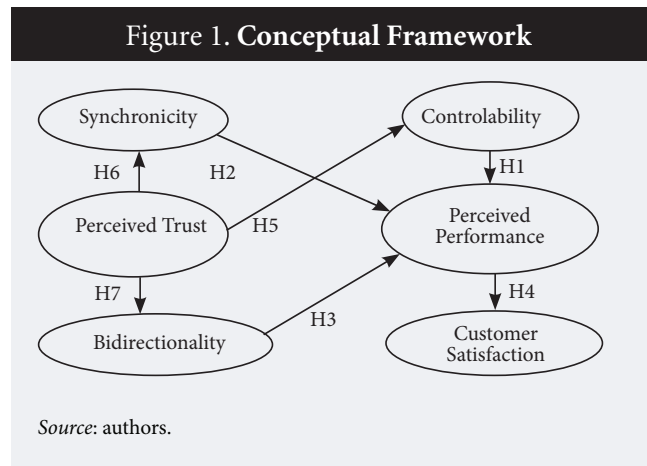 Figure 1. Conceptual Framework
Synchronicity
Controlability
H6
H2
H1
Perceived Trust
H5
Perceived
Performance
H7
H4
Bidirectionality
H3
Customer
Satisfaction
Source: authors.